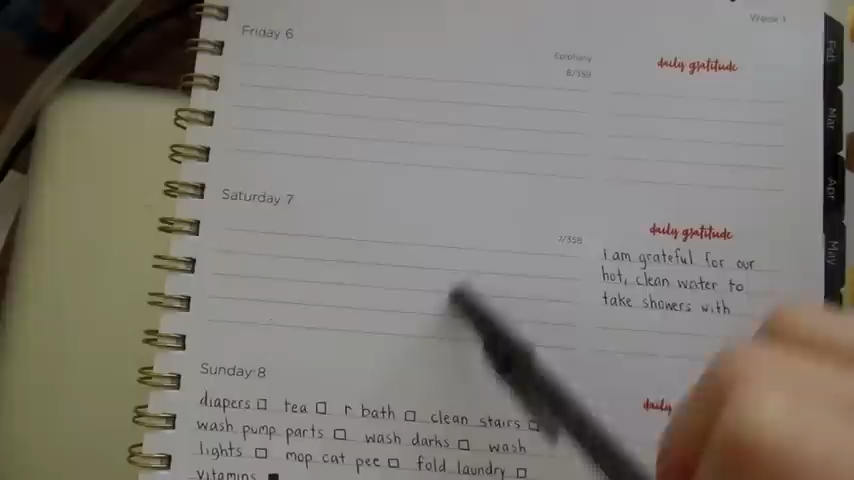 Week 1
Friday 6
Epiphany
6/359
daily gratitude
Feb
Mar
Apr
May
Saturday 7
7/358
daily gratitude
I am grateful for our
hot, clean water to
take showers with
Sunday 8
daily
diapers □ tea □ r bath □ clean stairs □
wash pump parts □ wash darks □ wash
lights □ mop cat pee □ fold laundry □
vitamins ■